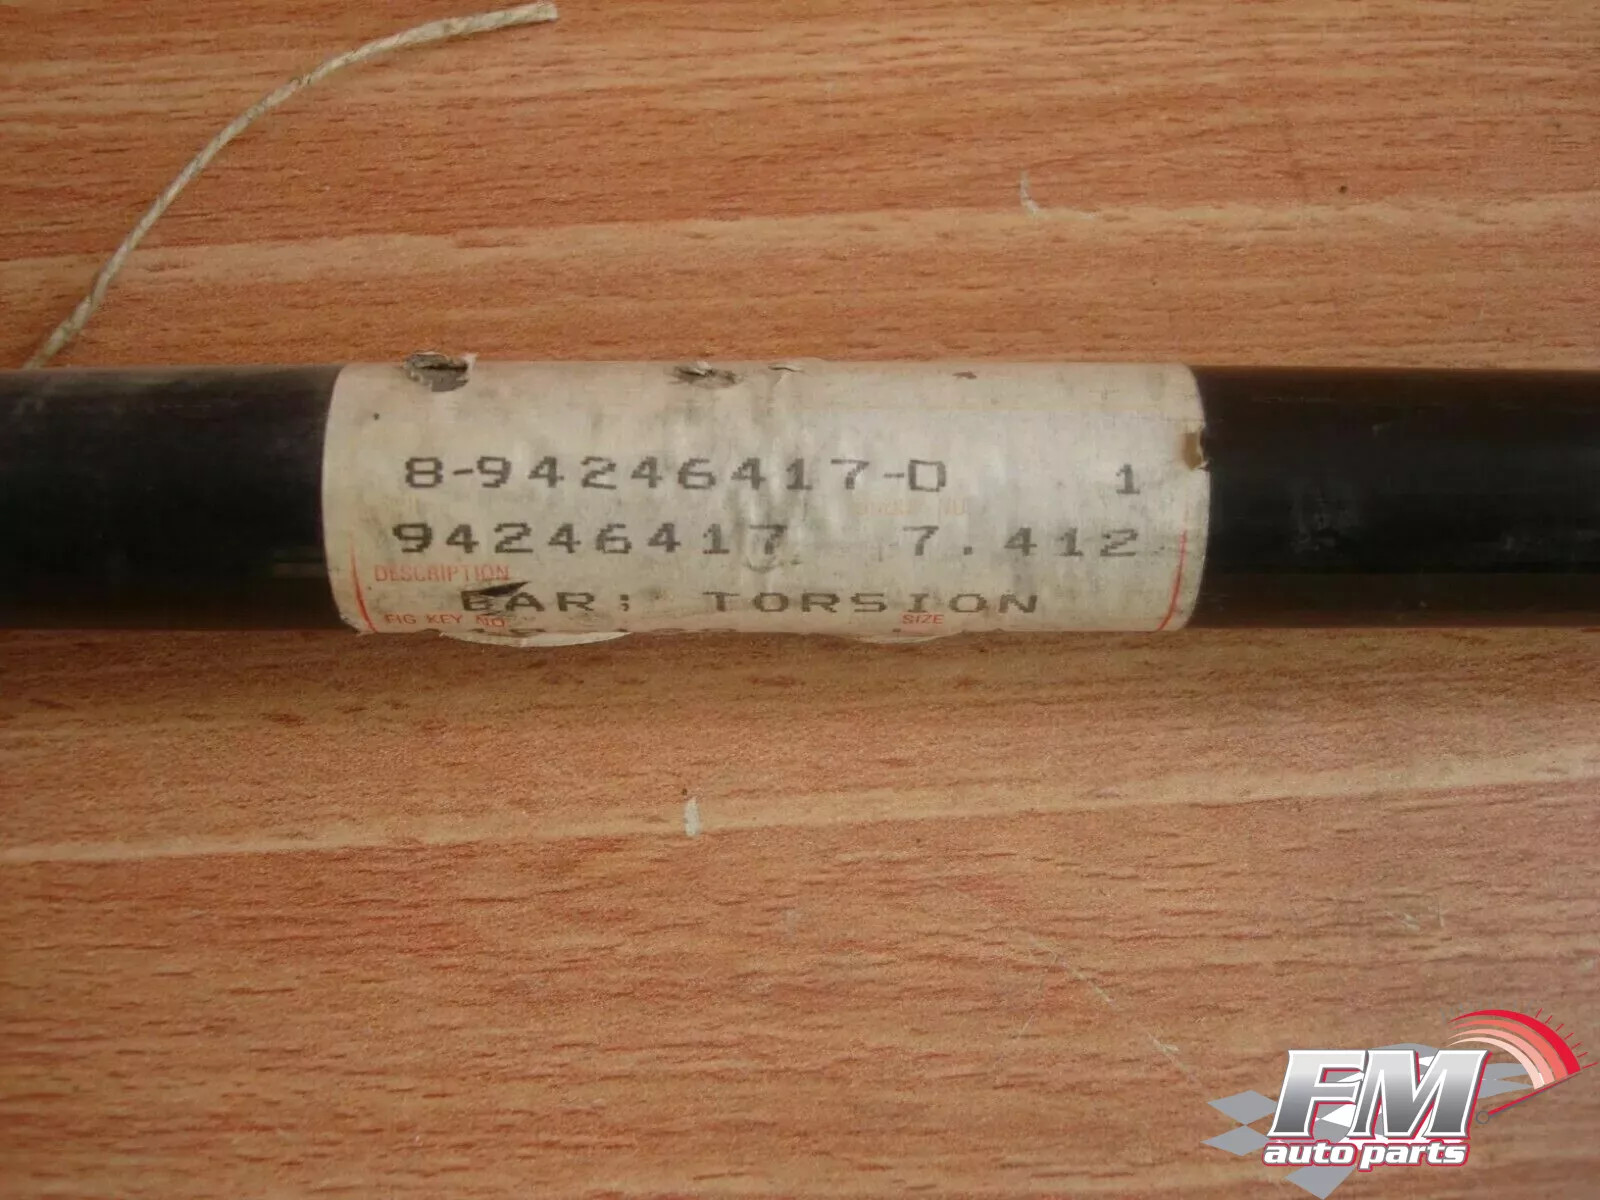 8-94246417-0 1
94246417 7.412
DESCRIPTION
BAR; TORSION
FIG KEY NO SIZE
FM
auto parts